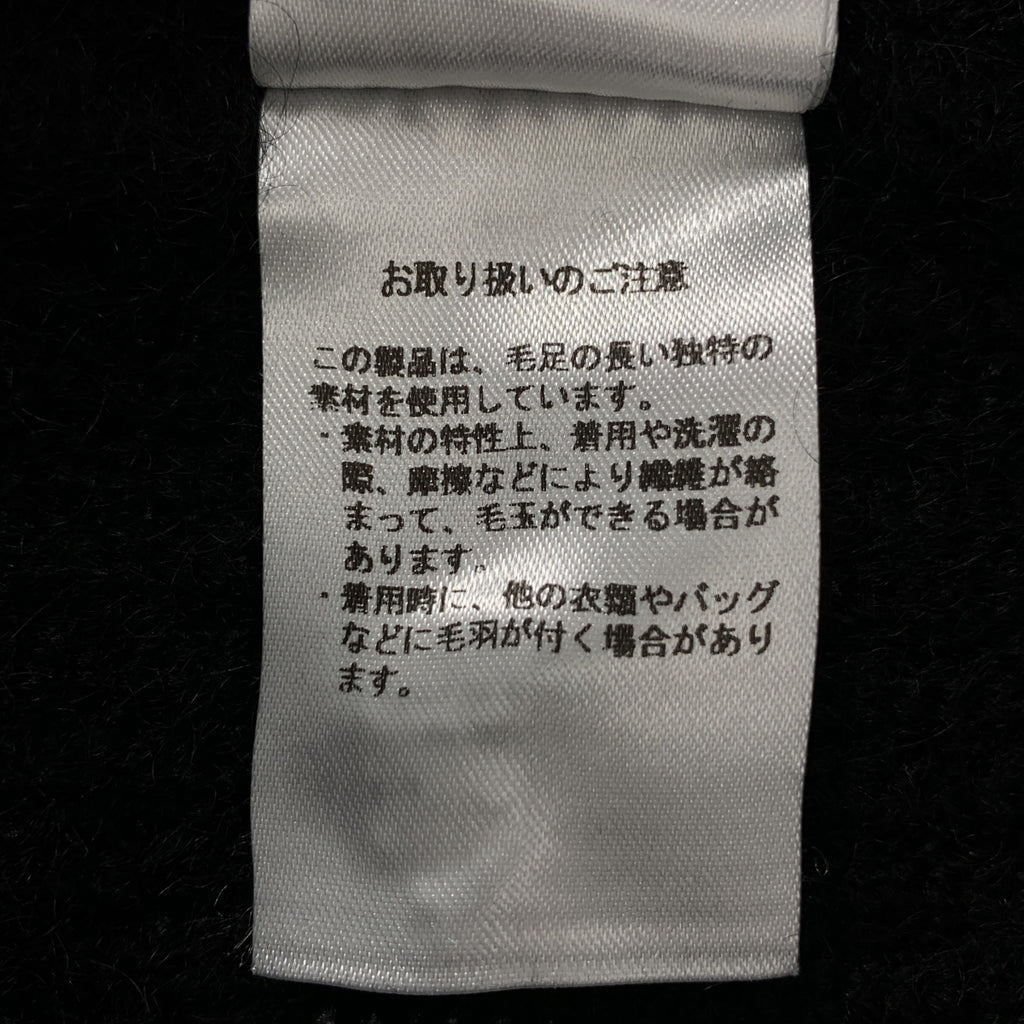 お取り扱いのご注意
この製品は、毛足の長い独特の
素材を使用しています。
・素材の特性上、着用や洗濯の
際、摩擦などにより繊維が絡
まって、毛玉ができる場合が
あります。
・着用時に、他の衣類やバッグ
などに毛羽が付く場合があり
ます。